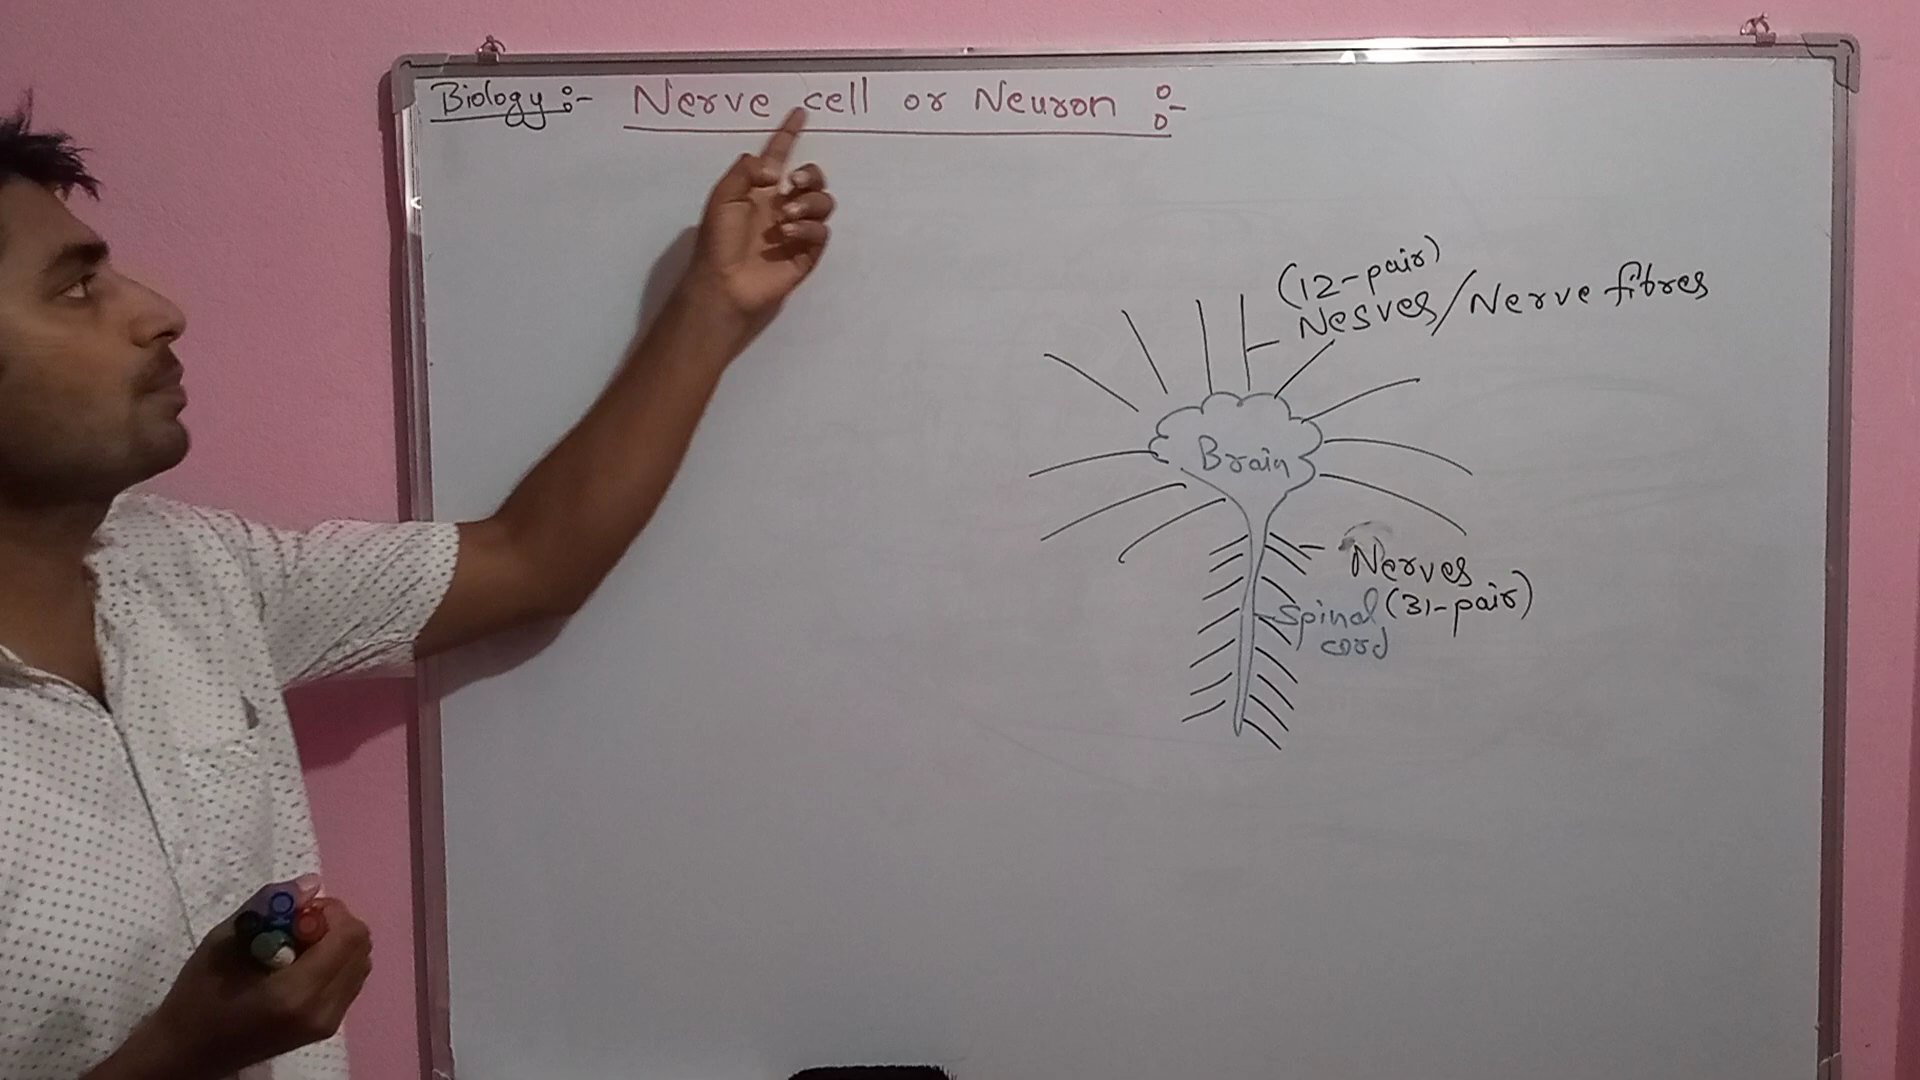 Biology :- Nerve cell or Neuron :-
(12-pair)
Nesves/Nerve fibres
Brain
Nerves
(31-pair)
Spinal
cord